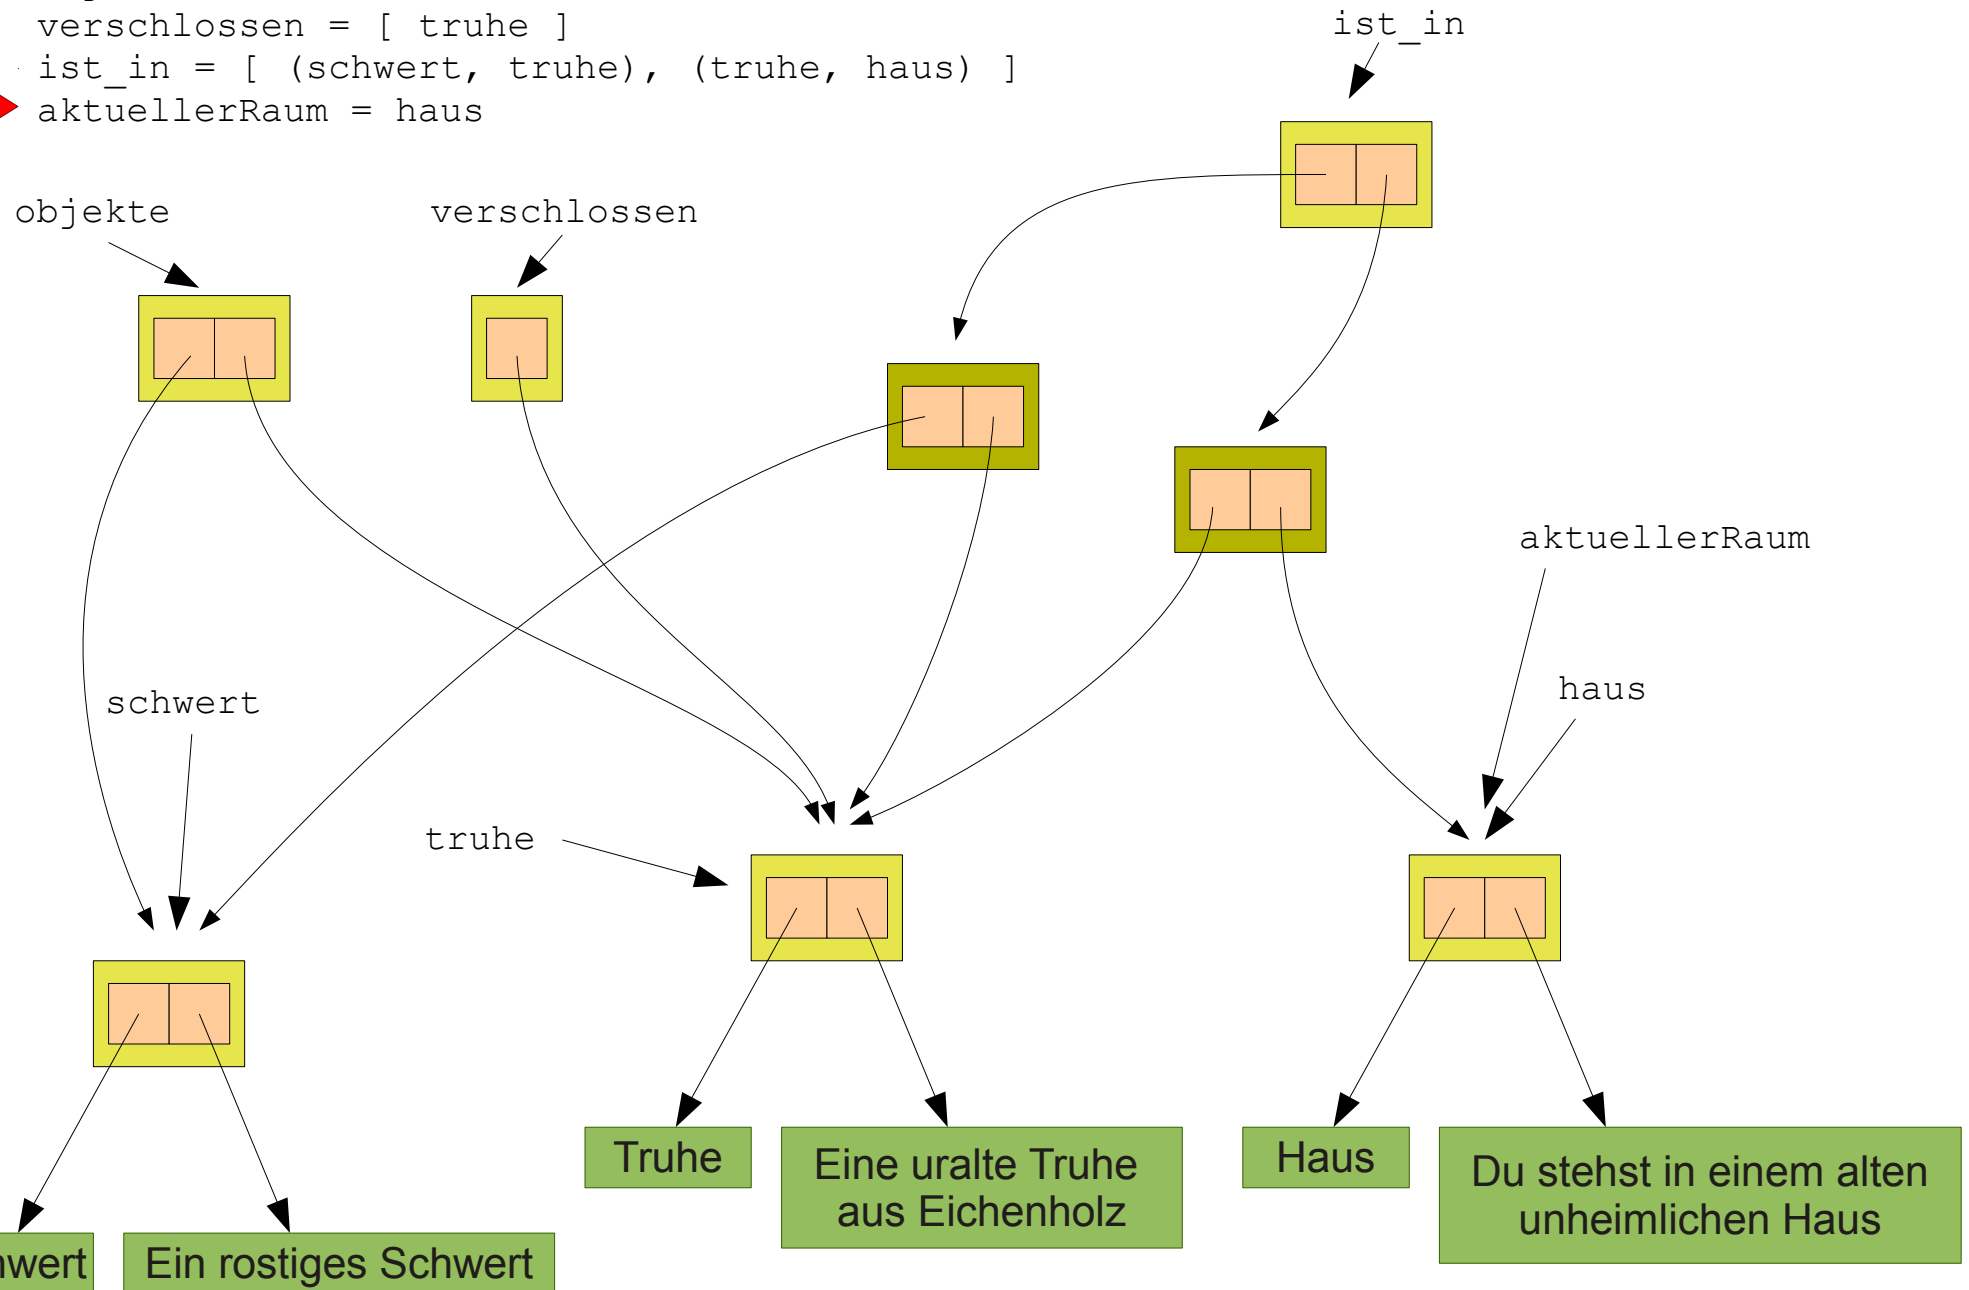 verschlossen = [ truhe ]
ist_in = [ (schwert, truhe), (truhe, haus) ]
aktuellerRaum = haus
ist_in
objekte
verschlossen
aktuellerRaum
haus
schwert
truhe
Truhe
Eine uralte Truhe
aus Eichenholz
Haus
Du stehst in einem alten
unheimlichen Haus
Ein rostiges Schwert